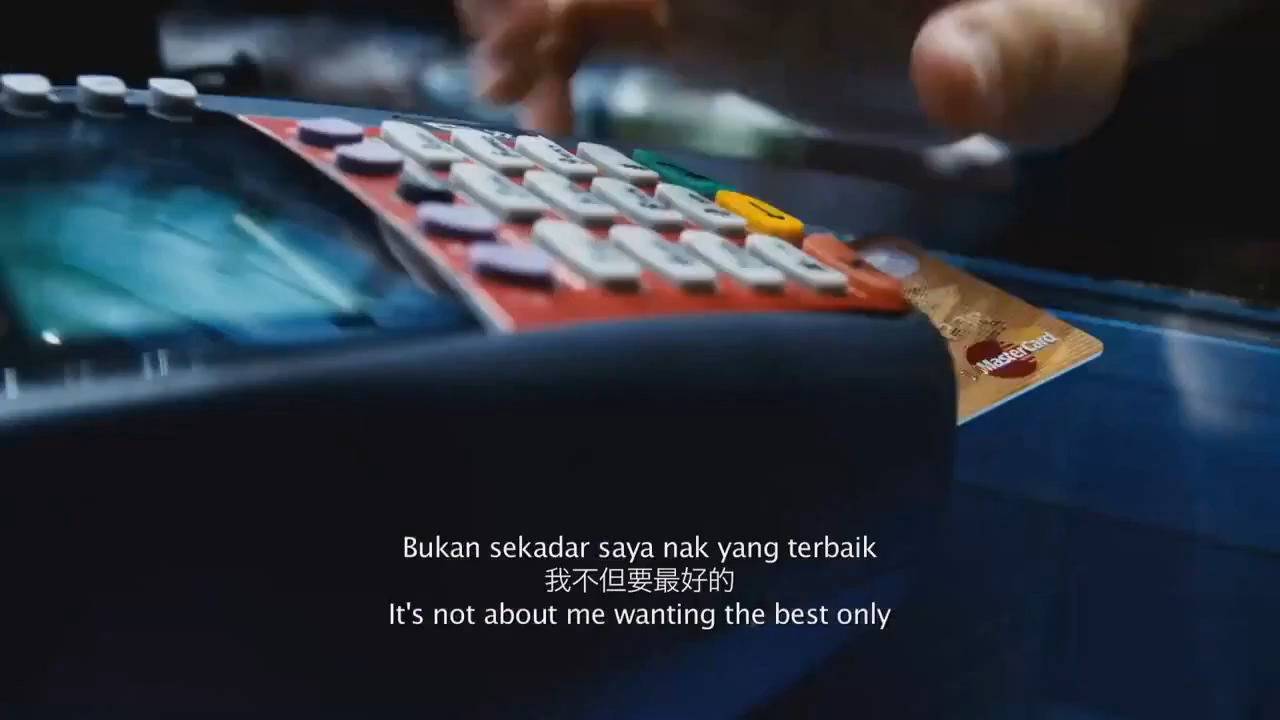 MasterCard
Bukan sekadar saya nak yang terbaik
我不但要最好的
It's not about me wanting the best only